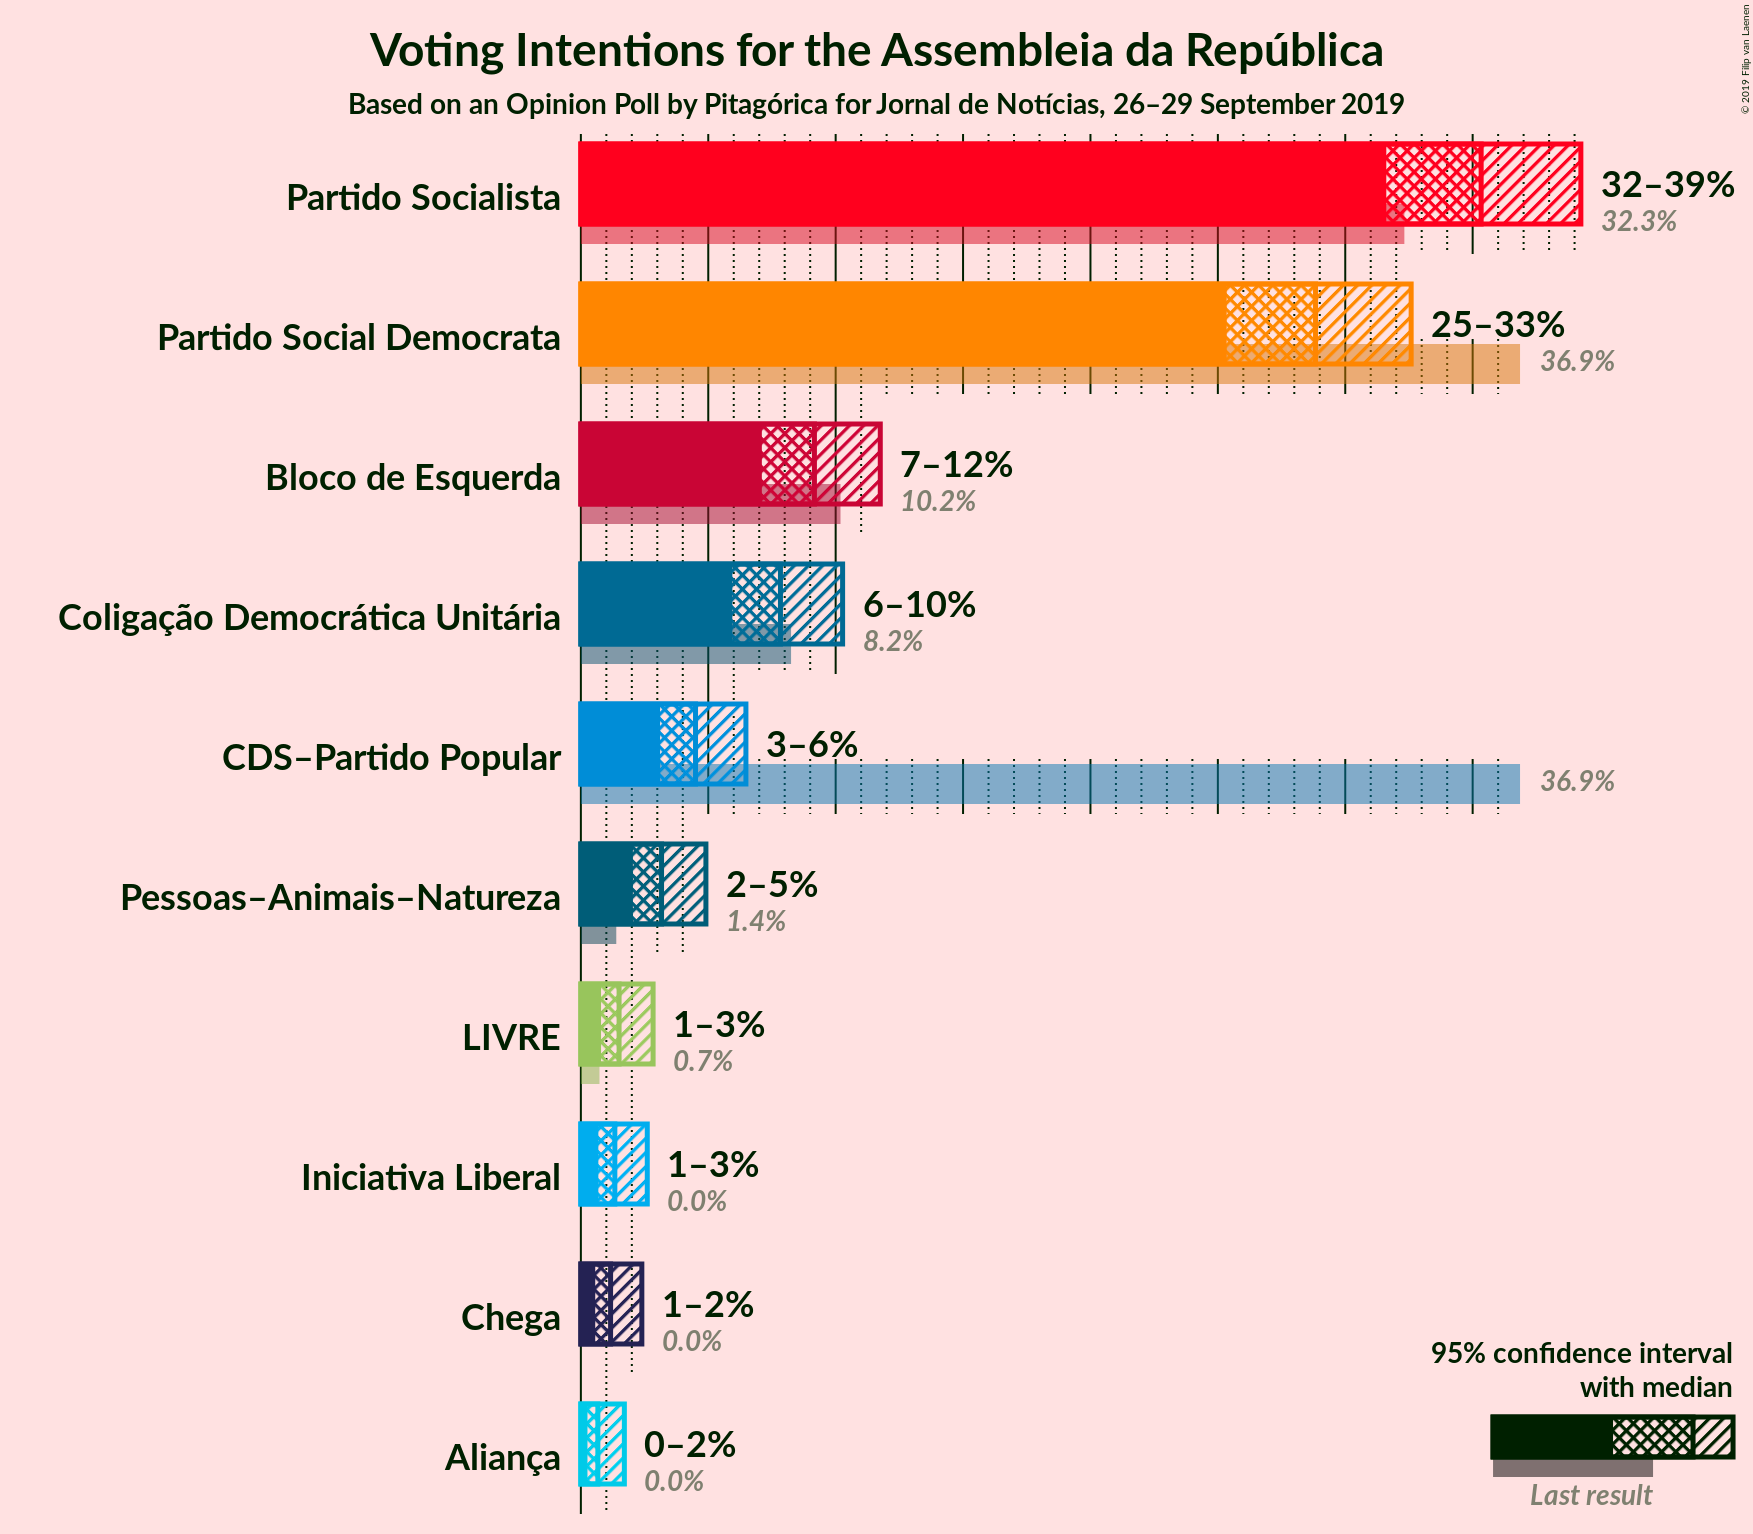 Voting Intentions for the Assembleia da República
Based on an Opinion Poll by Pitagórica for Jornal de Notícias, 26–29 September 2019
© 2019 Filip van Laenen
Partido Socialista
32–39%
32.3%
Partido Social Democrata
25–33%
36.9%
Bloco de Esquerda
7–12%
10.2%
Coligação Democrática Unitária
6–10%
8.2%
CDS–Partido Popular
3–6%
36.9%
Pessoas–Animais–Natureza
2–5%
1.4%
LIVRE
1–3%
0.7%
Iniciativa Liberal
1–3%
0.0%
Chega
1–2%
0.0%
Aliança
0–2%
0.0%
95% confidence interval
with median
Last result